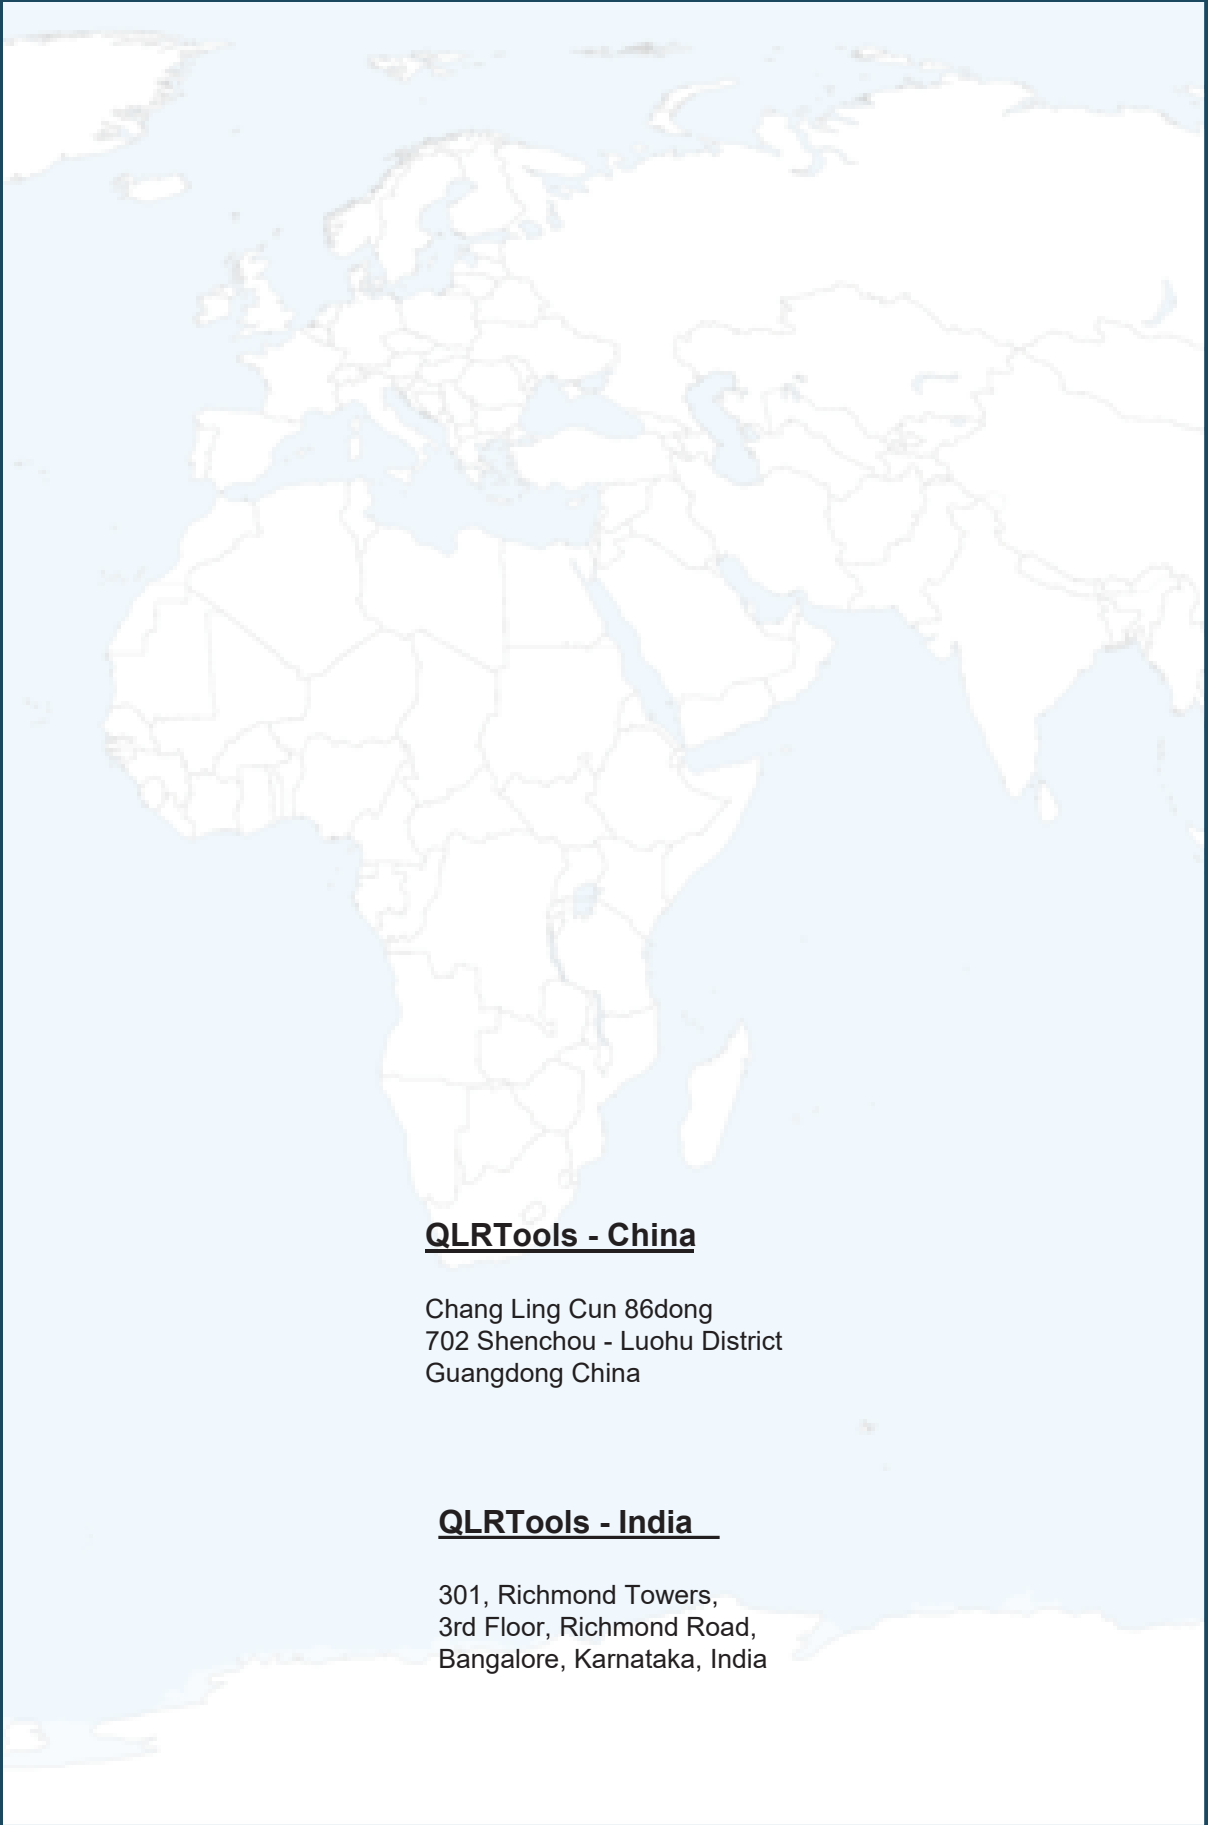 QLRTools - China
Chang Ling Cun 86dong
702 Shenchou - Luohu District
Guangdong China
QLRTools - India
301, Richmond Towers,
3rd Floor, Richmond Road,
Bangalore, Karnataka, India